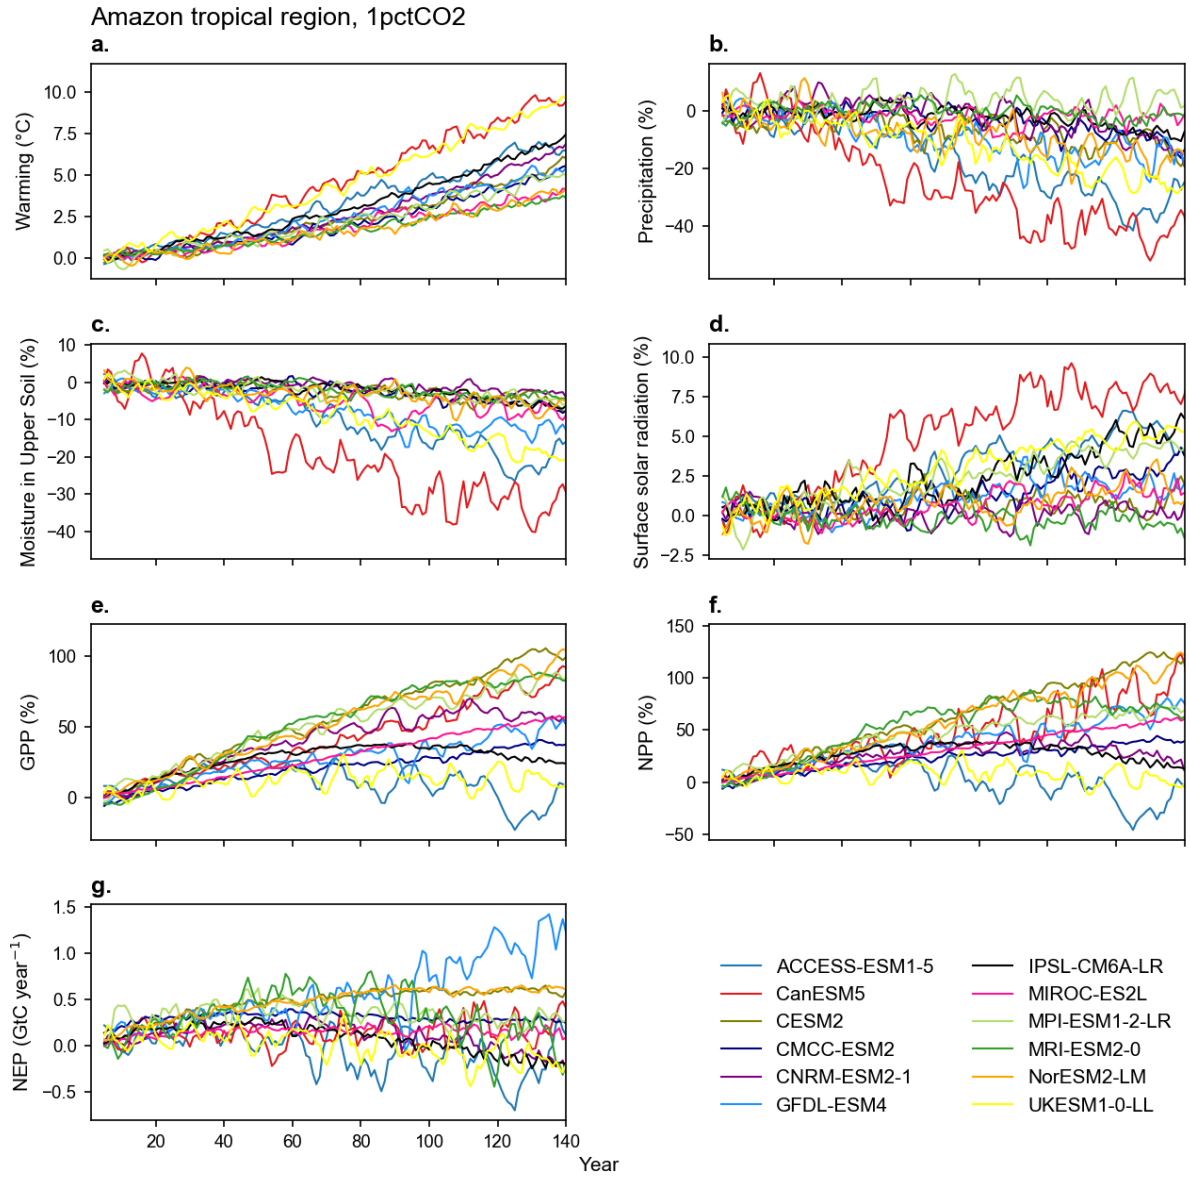 Amazon tropical region, 1pctCO2
a.
Warming (°C)
10.0
7.5
5.0
2.5
0.0
b.
Precipitation (%)
0
−20
−40
c.
Moisture in Upper Soil (%)
10
0
−10
−20
−30
−40
d.
Surface solar radation (%)
10.0
7.5
5.0
2.5
0.0
−2.5
e.
GPP (%)
100
50
0
f.
NPP (%)
150
100
50
0
−50
g.
NEP (GtC year⁻¹)
1.5
1.0
0.5
0.0
−0.5
20 40 60 80 100 120 140
Year
ACCESS-ESM1-5
CanESM5
CESM2
CMCC-ESM2
CNRM-ESM2-1
GFDL-ESM4
IPSL-CM6A-LR
MIROC-ES2L
MPI-ESM1-2-LR
MRI-ESM2-0
NorESM2-LM
UKESM1-0-LL